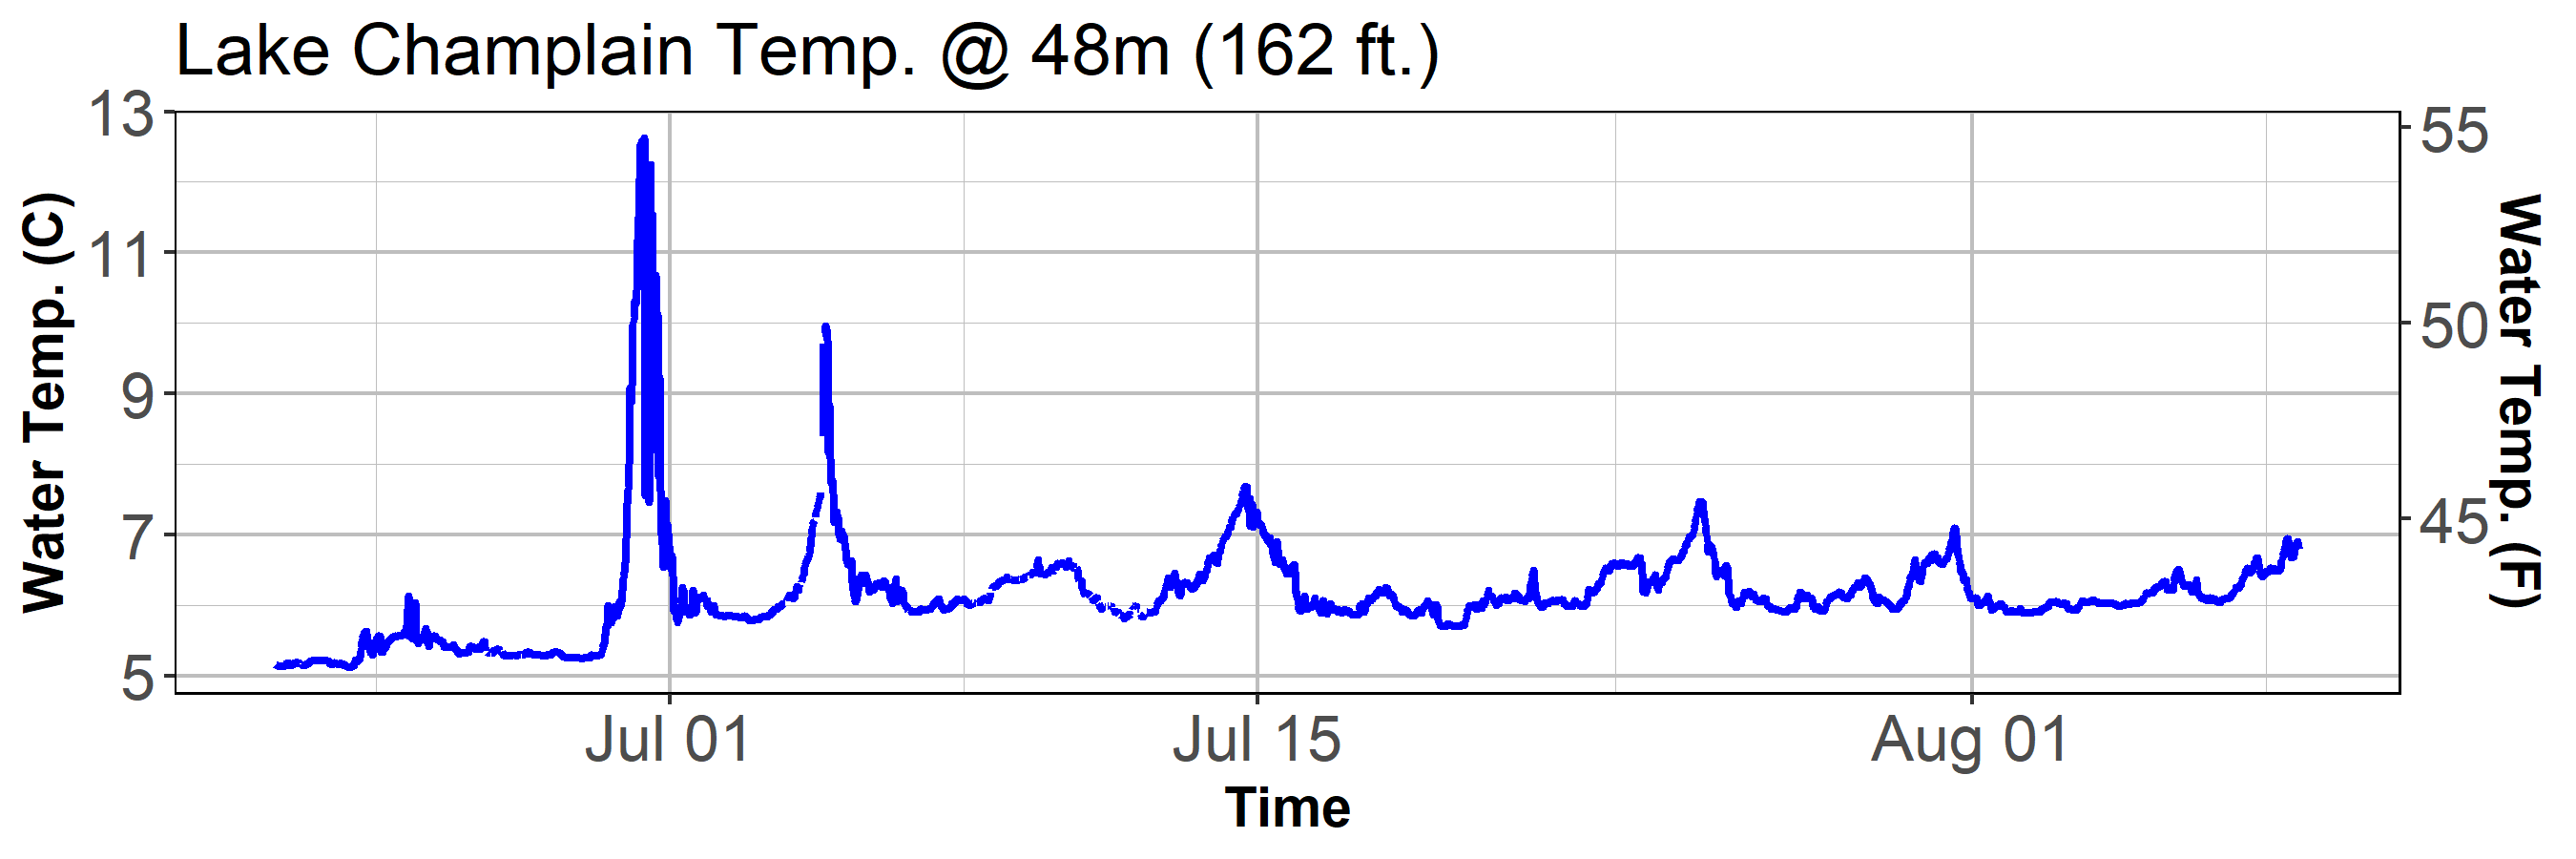 Lake Champlain Temp. @ 48m (162 ft.)
13
11
9
7
5
Water Temp. (C)
55
50
45
Water Temp. (F)
Jul 01
Jul 15
Aug 01
Time